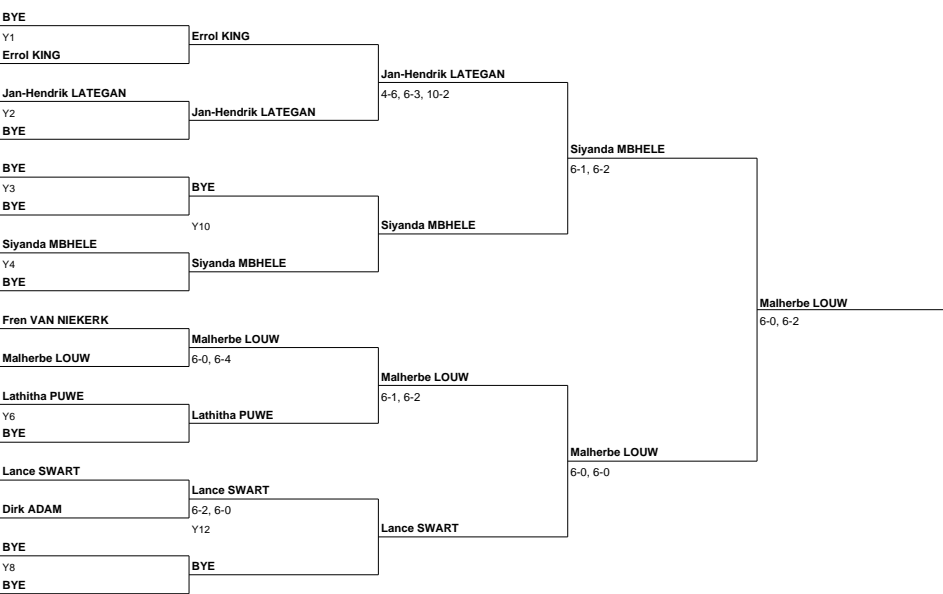 BYE
Y1
Errol KING
Errol KING
Jan-Hendrik LATEGAN
4-6, 6-3, 10-2
Jan-Hendrik LATEGAN
Y2
Jan-Hendrik LATEGAN
BYE
Siyanda MBHELE
6-1, 6-2
BYE
Y3
BYE
BYE
Y10
Siyanda MBHELE
Siyanda MBHELE
Y4
Siyanda MBHELE
BYE
Malherbe LOUW
6-0, 6-2
Fren VAN NIEKERK
Malherbe LOUW
Malherbe LOUW
6-0, 6-4
Malherbe LOUW
6-1, 6-2
Lathitha PUWE
Y6
Lathitha PUWE
BYE
Malherbe LOUW
6-0, 6-0
Lance SWART
Lance SWART
Dirk ADAM
6-2, 6-0
Y12
Lance SWART
BYE
Y8
BYE
BYE